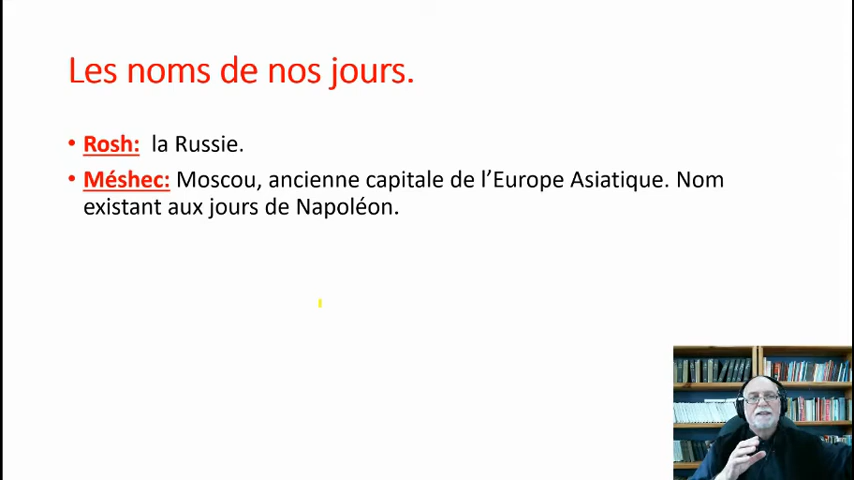 Les noms de nos jours.
• Rosh: la Russie.
• Méshec: Moscou, ancienne capitale de l’Europe Asiatique. Nom
existant aux jours de Napoléon.